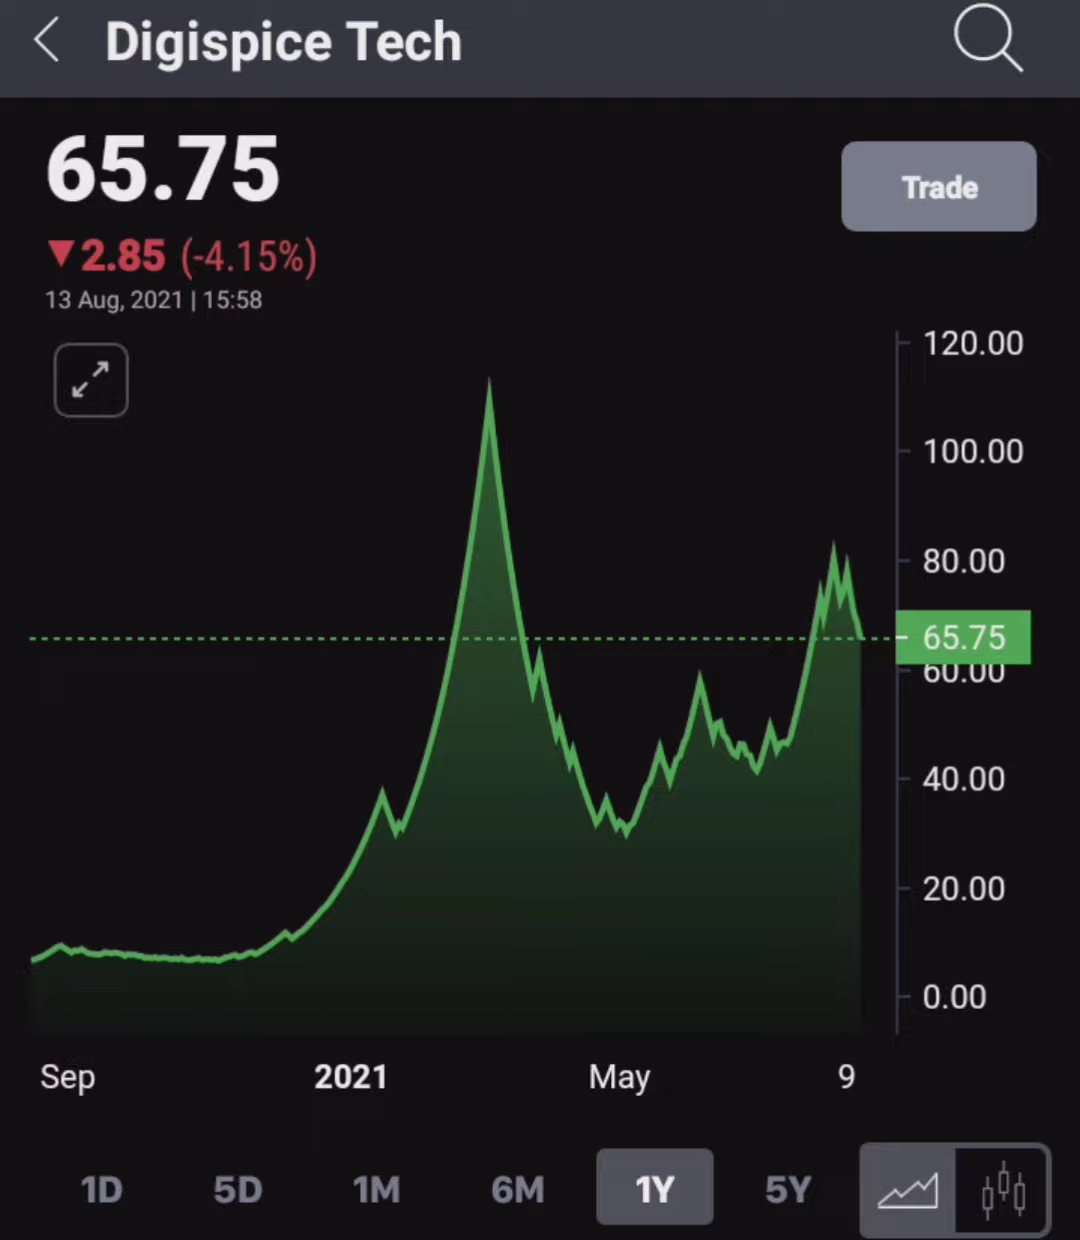 Digispice Tech
65.75
Trade
▼2.85 (-4.15%)
13 Aug, 2021 | 15:58
120.00
100.00
80.00
65.75
60.00
40.00
20.00
0.00
Sep 2021 May 9
1D 5D 1M 6M 1Y 5Y